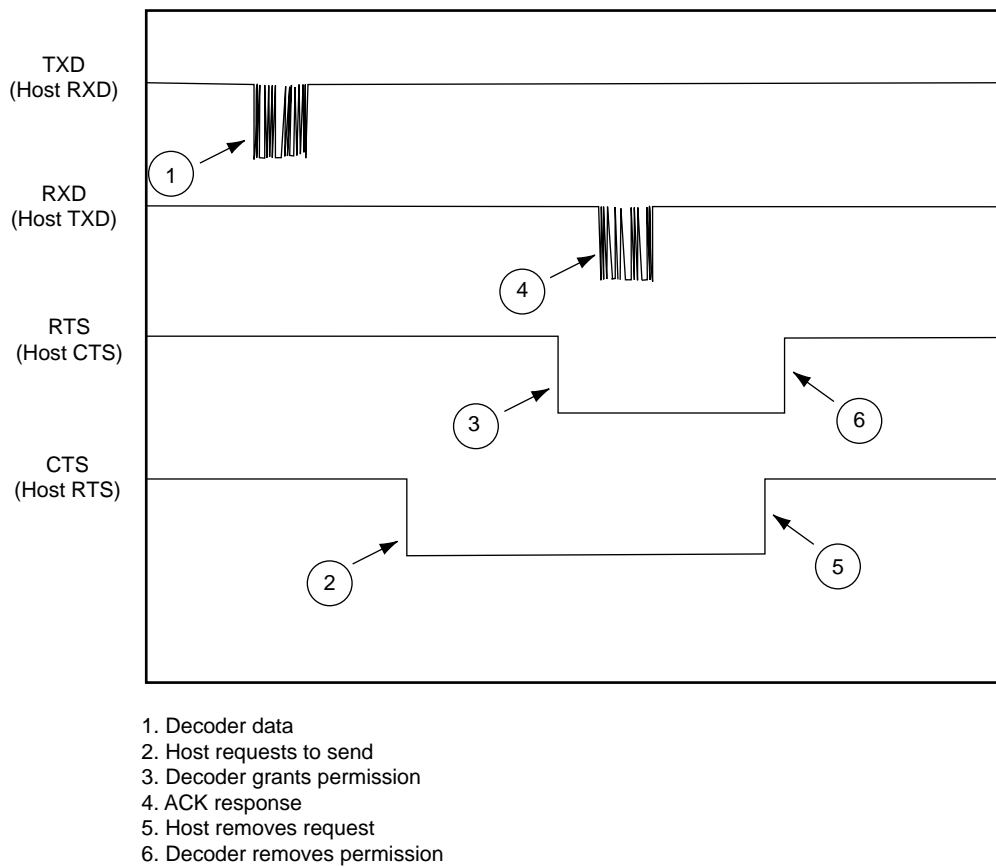 TXD
(Host RXD)
1
RXD
(Host TXD)
4
RTS
(Host CTS)
3
6
CTS
(Host RTS)
2
5
1. Decoder data
2. Host requests to send
3. Decoder grants permission
4. ACK response
5. Host removes request
6. Decoder removes permission